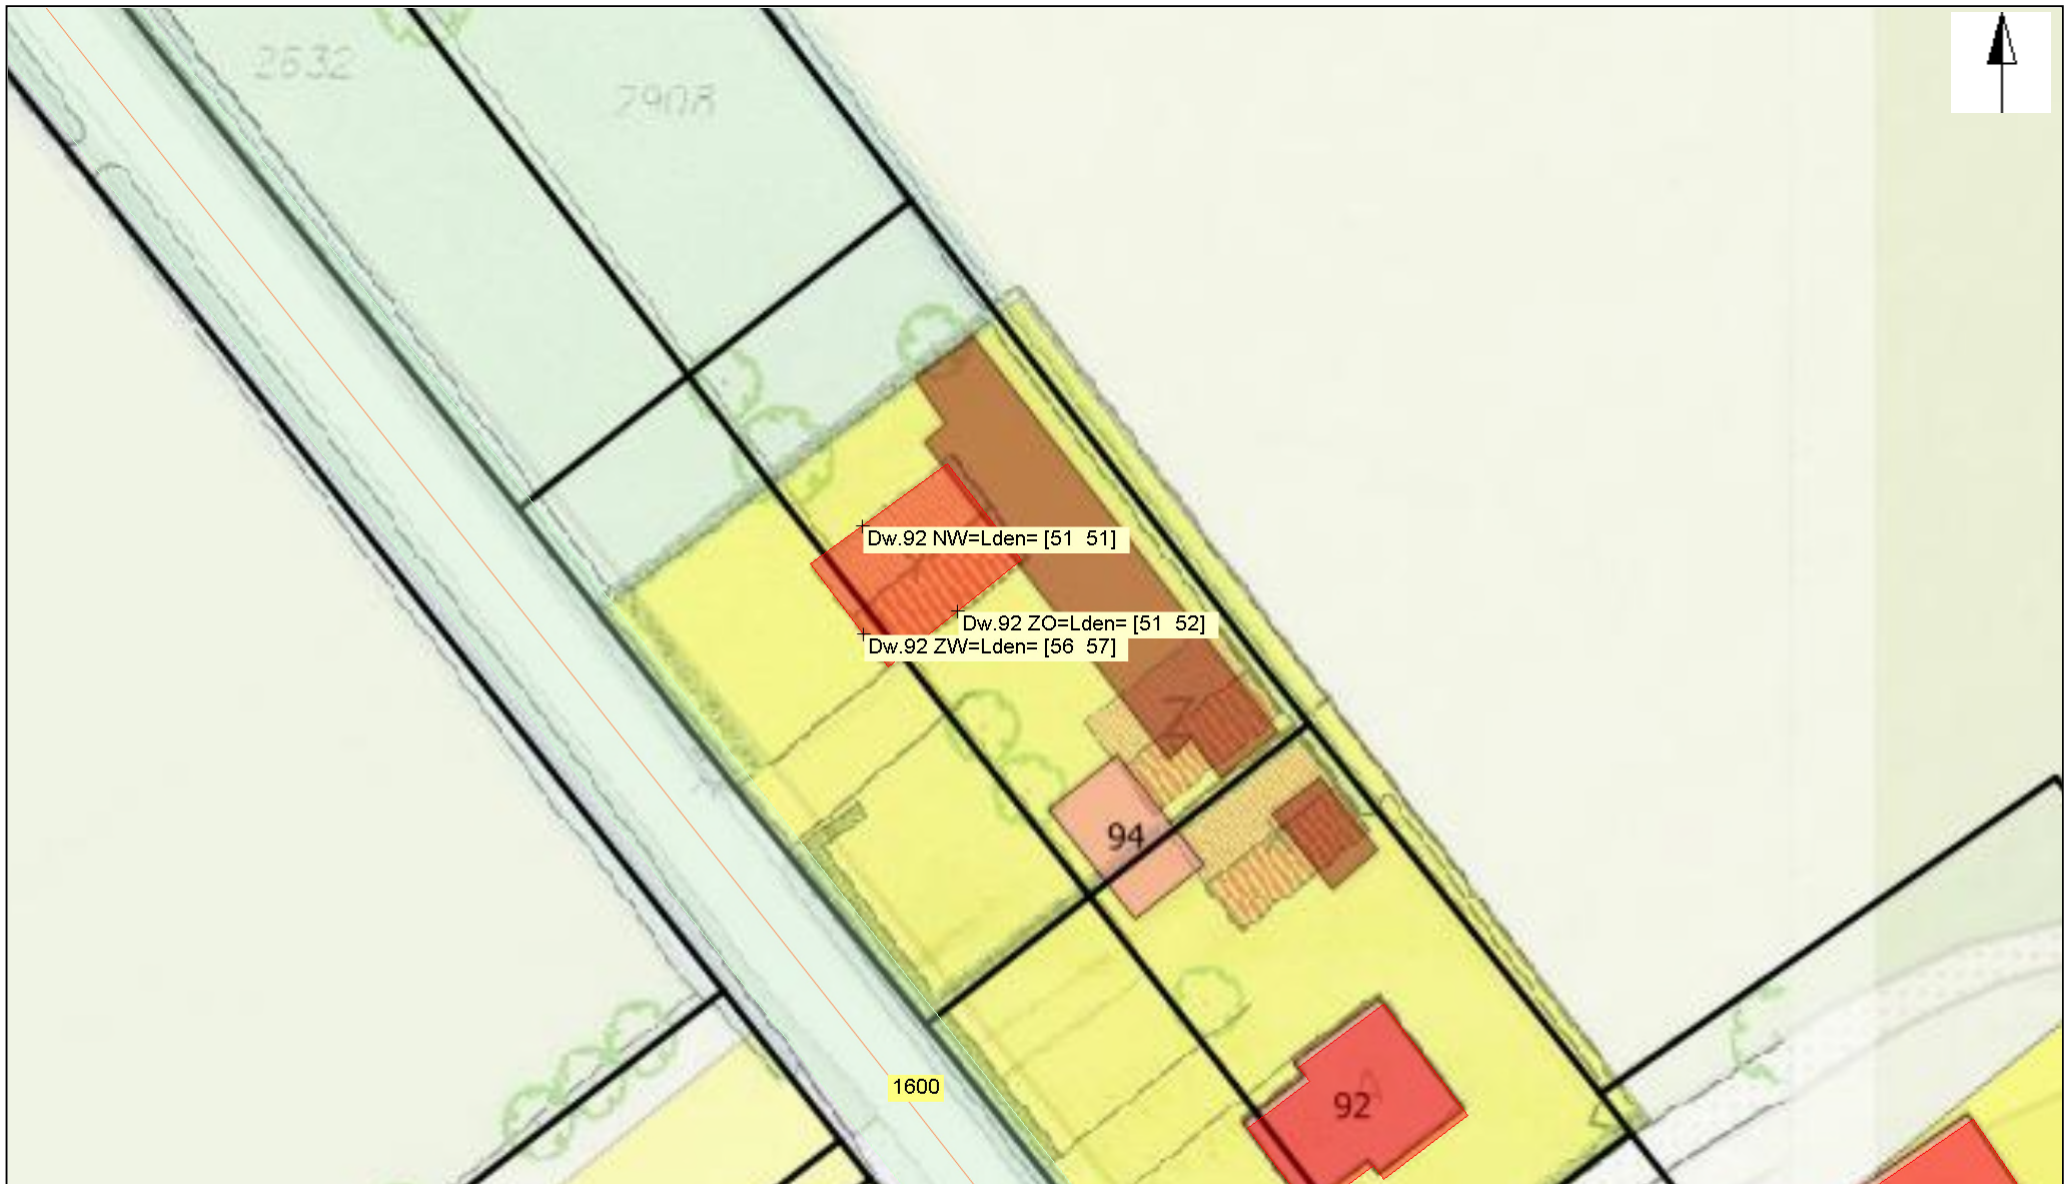 2632
2908
Dw.92 NW=Lden= [51 51]
Dw.92 ZO=Lden= [51 52]
Dw.92 ZW=Lden= [56 57]
94
1600
92